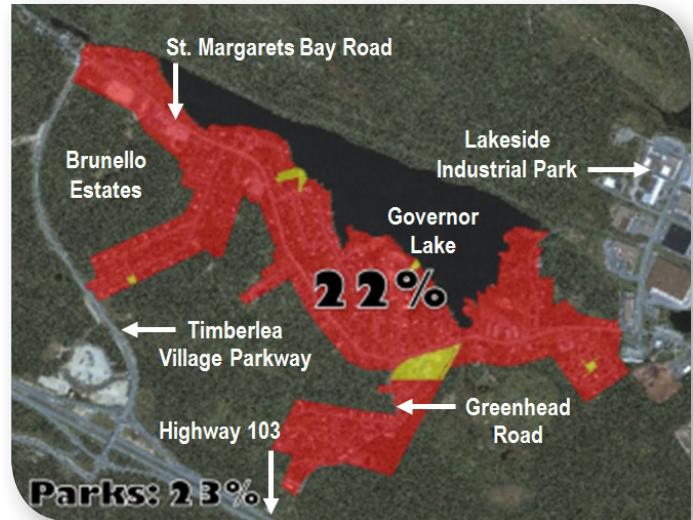 St. Margarets Bay Road
Lakeside
Industrial Park
Brunello
Estates
Governor
Lake
22%
Timberlea
Village Parkway
Greenhead
Road
Highway 103
Parks: 23%